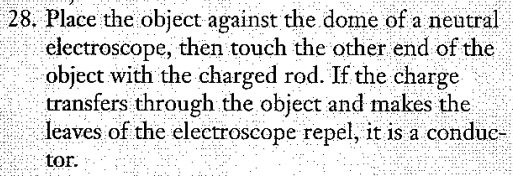 28. Place the object against the dome of a neutral
electroscope, then touch the other end of the
object with the charged rod. If the charge
transfers through the object and makes the
leaves of the electroscope repel, it is a conduc-
tor.